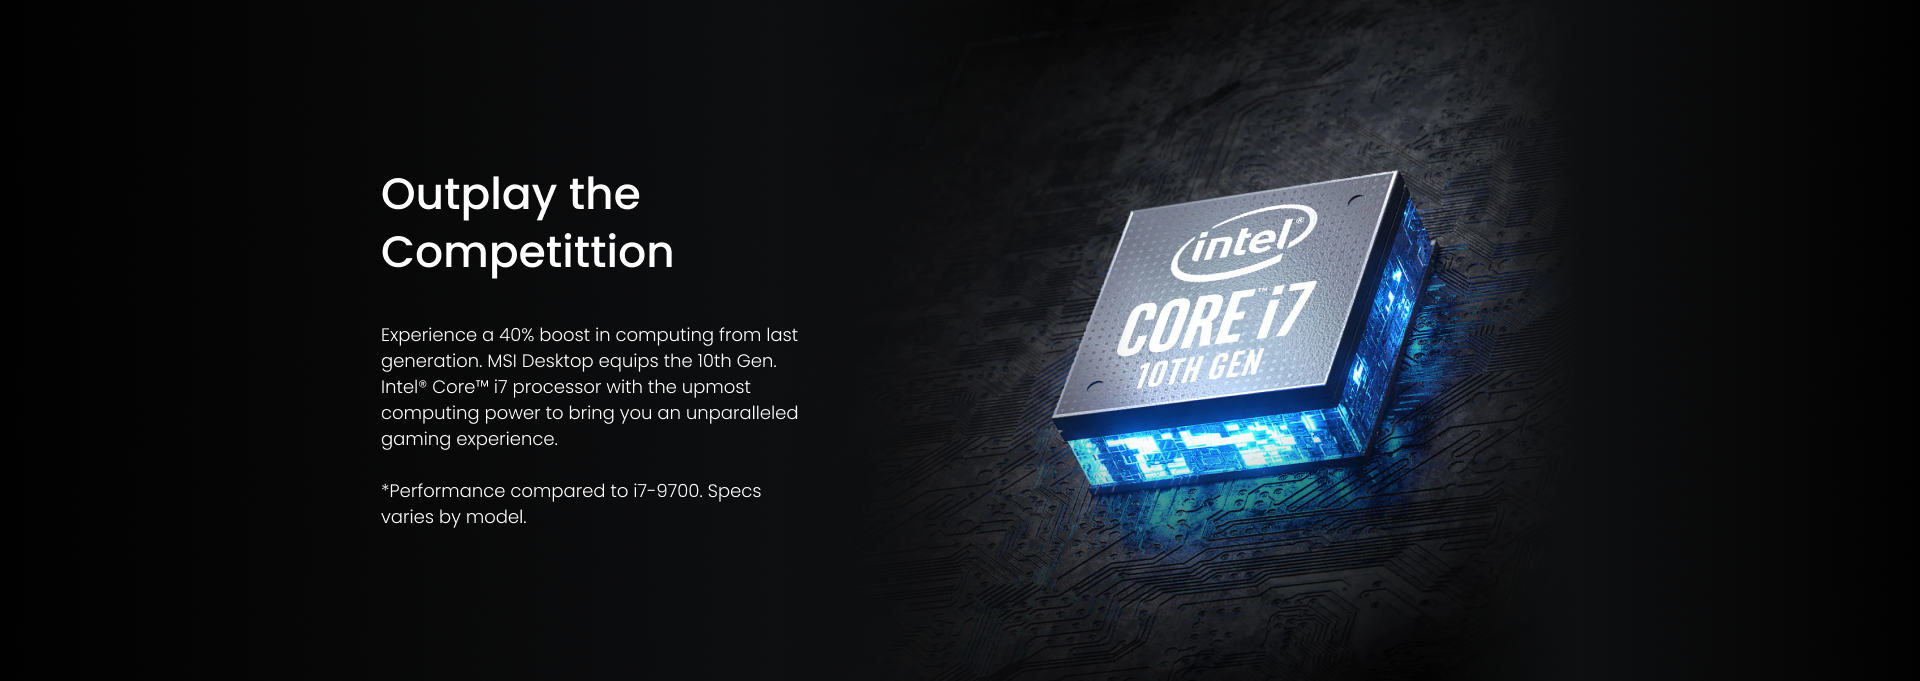 Outplay the
Competittion
Experience a 40% boost in computing from last
generation. MSI Desktop equips the 10th Gen.
Intel® Core™ i7 processor with the upmost
computing power to bring you an unparalleled
gaming experience.
*Performance compared to i7-9700. Specs
varies by model.
intel®
CORE™ i7
10TH GEN